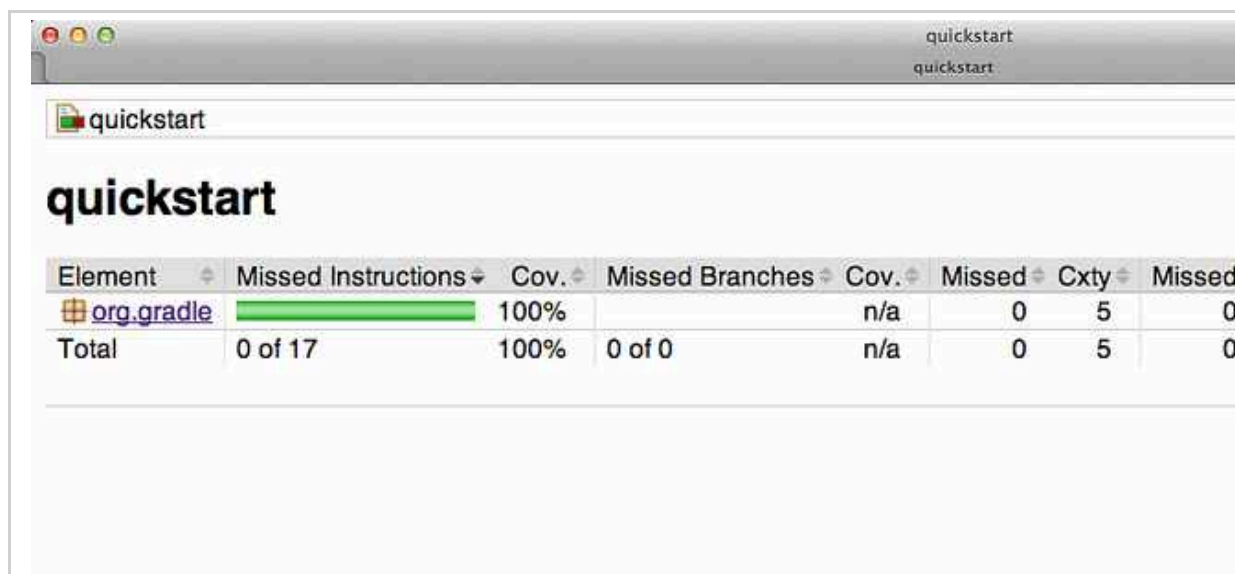 quickstart
quickstart
quickstart
quickstart
Element Missed Instructions Cov. Missed Branches Cov. Missed Cxty Missed
org.gradle 100% n/a 0 5 0
Total 0 of 17 100% 0 of 0 n/a 0 5 0